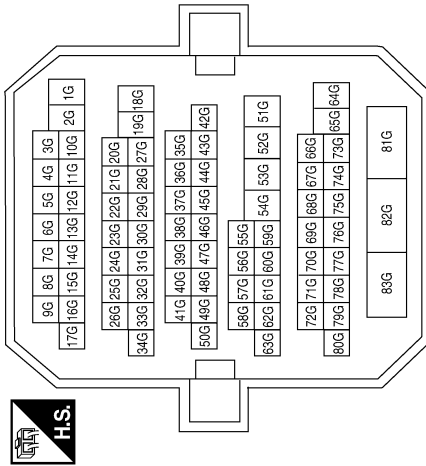 H.S.
9G 8G 7G 6G 5G 4G 3G 2G 1G
17G 16G 15G 14G 13G 12G 11G 10G
26G 25G 24G 23G 22G 21G 20G 19G 18G
34G 33G 32G 31G 30G 29G 28G 27G
41G 40G 39G 38G 37G 36G 35G
50G 49G 48G 47G 46G 45G 44G 43G 42G
58G 57G 56G 55G 54G 53G 52G 51G
63G 62G 61G 60G 59G
72G 71G 70G 69G 68G 67G 66G 65G 64G
80G 79G 78G 77G 76G 75G 74G 73G
83G 82G 81G